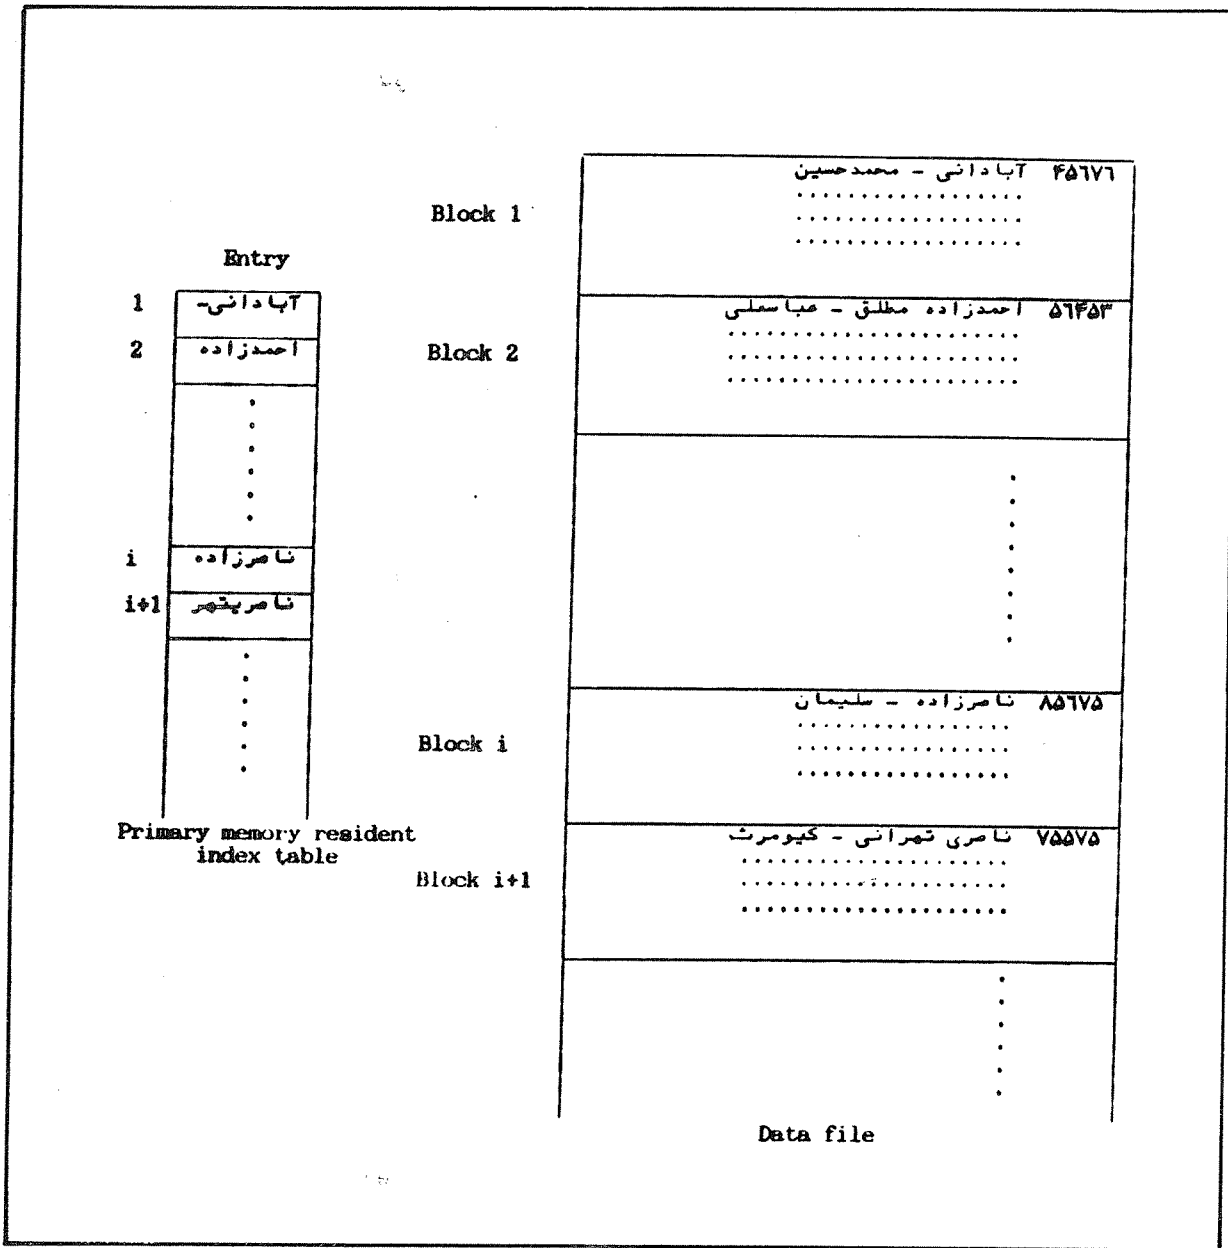 Entry
1 آبادانی-
2 احمدزاده
i ناصرزاده
i+1 ناصریتهر
Primary memory resident
index table
Block 1
۴۵۶۷۶ آبادانی - محمدحسین
Block 2
۵۶۴۵۳ احمدزاده مطلق - عباسعلی
Block i
۸۵۶۷۵ ناصرزاده - سلیمان
Block i+1
۷۵۵۷۵ ناصری تهرانی - کیومرث
Data file